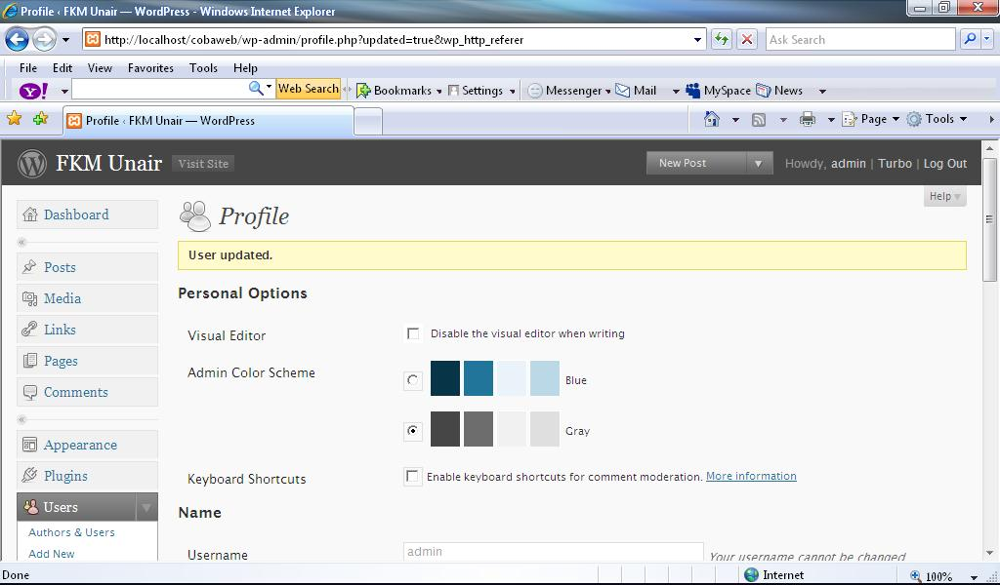 Profile ‹ FKM Unair — WordPress - Windows Internet Explorer
http://localhost/cobaweb/wp-admin/profile.php?updated=true&wp_http_referer
Ask Search
File Edit View Favorites Tools Help
Y! Web Search Bookmarks Settings Messenger Mail MySpace News
Profile ‹ FKM Unair — WordPress
Page Tools
FKM Unair Visit Site New Post Howdy, admin | Turbo | Log Out
Help
Dashboard
Profile
User updated.
Posts
Media
Links
Pages
Comments
Appearance
Plugins
Users
Authors & Users
Add New
Personal Options
Visual Editor Disable the visual editor when writing
Admin Color Scheme Blue
Gray
Keyboard Shortcuts Enable keyboard shortcuts for comment moderation. More information
Name
Username admin Your username cannot be changed
Done Internet 100%